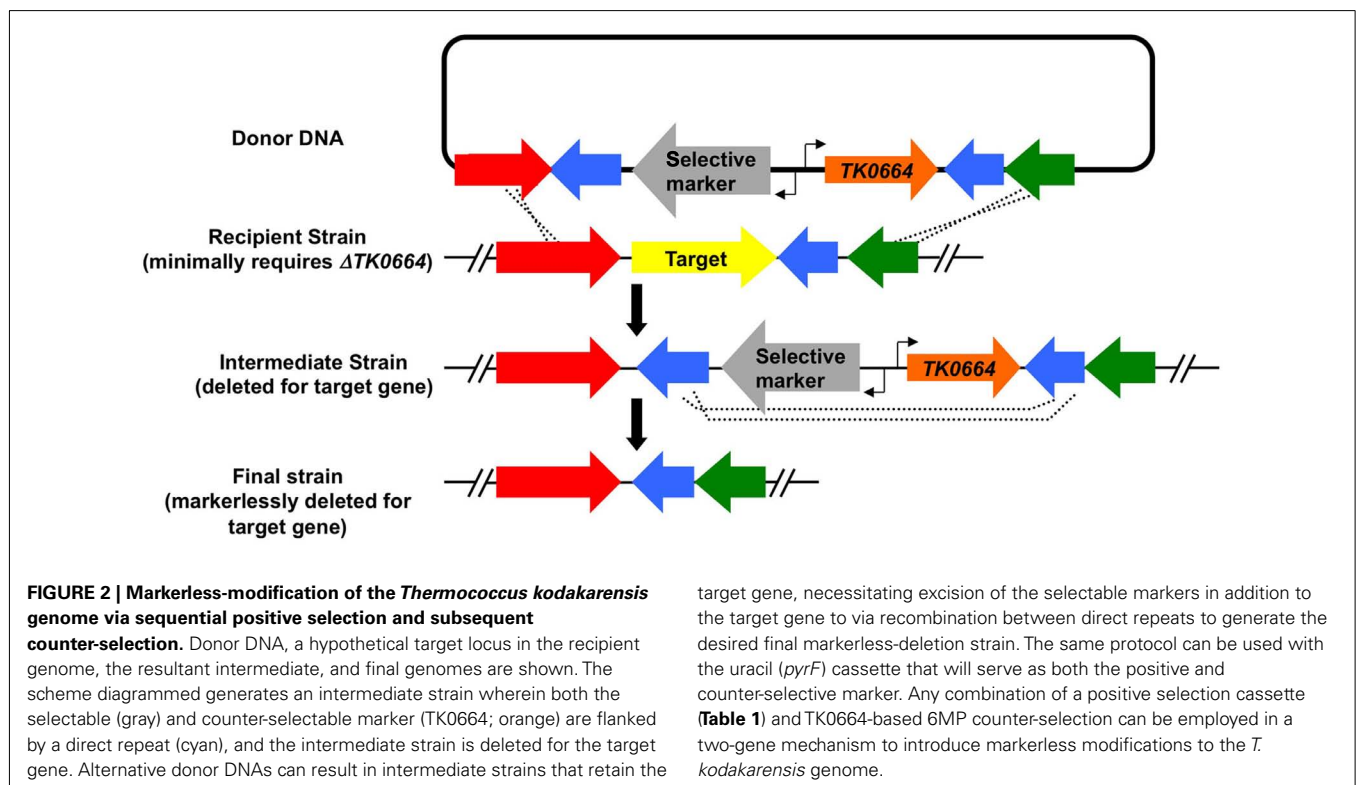 Donor DNA
Selective
marker
TK0664
Recipient Strain
(minimally requires ΔTK0664)
Target
Intermediate Strain
(deleted for target gene)
Selective
marker
TK0664
Final strain
(markerlessly deleted for
target gene)
FIGURE 2 | Markerless-modification of the Thermococcus kodakarensis
genome via sequential positive selection and subsequent
counter-selection. Donor DNA, a hypothetical target locus in the recipient
genome, the resultant intermediate, and final genomes are shown. The
scheme diagrammed generates an intermediate strain wherein both the
selectable (gray) and counter-selectable marker (TK0664; orange) are flanked
by a direct repeat (cyan), and the intermediate strain is deleted for the target
gene. Alternative donor DNAs can result in intermediate strains that retain the
target gene, necessitating excision of the selectable markers in addition to
the target gene to via recombination between direct repeats to generate the
desired final markerless-deletion strain. The same protocol can be used with
the uracil (pyrF) cassette that will serve as both the positive and
counter-selective marker. Any combination of a positive selection cassette
(Table 1) and TK0664-based 6MP counter-selection can be employed in a
two-gene mechanism to introduce markerless modifications to the T.
kodakarensis genome.